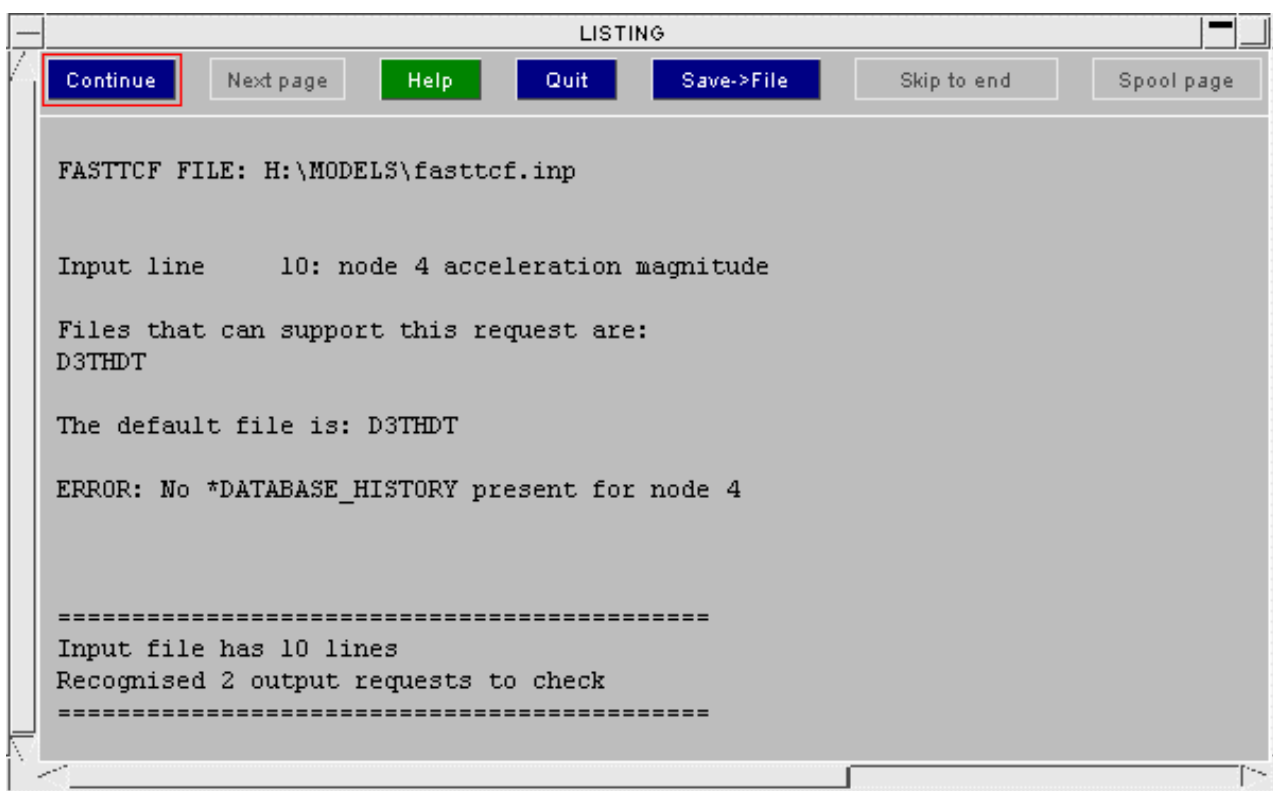 LISTING
Continue Next page Help Quit Save->File Skip to end Spool page
FASTTCF FILE: H:\MODELS\fasttcf.inp
Input line     10: node 4 acceleration magnitude
Files that can support this request are:
D3THDT
The default file is: D3THDT
ERROR: No *DATABASE_HISTORY present for node 4
============================================
Input file has 10 lines
Recognised 2 output requests to check
============================================